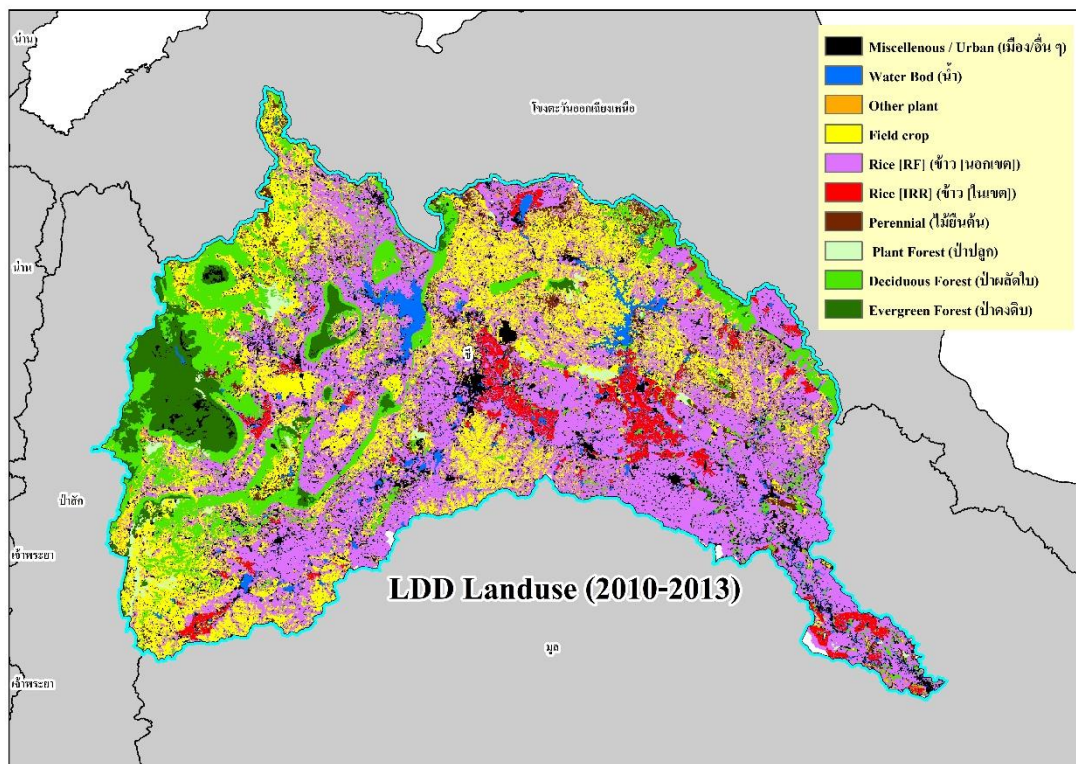 น่าน
โขงตะวันออกเฉียงเหนือ
Miscellenous / Urban (เมือง/อื่น ๆ)
Water Bod (น้ำ)
Other plant
Field crop
Rice [RF] (ข้าว [นอกเขต])
Rice [IRR] (ข้าว [ในเขต])
Perennial (ไม้ยืนต้น)
Plant Forest (ป่าปลูก)
Deciduous Forest (ป่าผลัดใบ)
Evergreen Forest (ป่าดงดิบ)
น่าน
ชี
ป่าสัก
เจ้าพระยา
LDD Landuse (2010-2013)
มูล
เจ้าพระยา